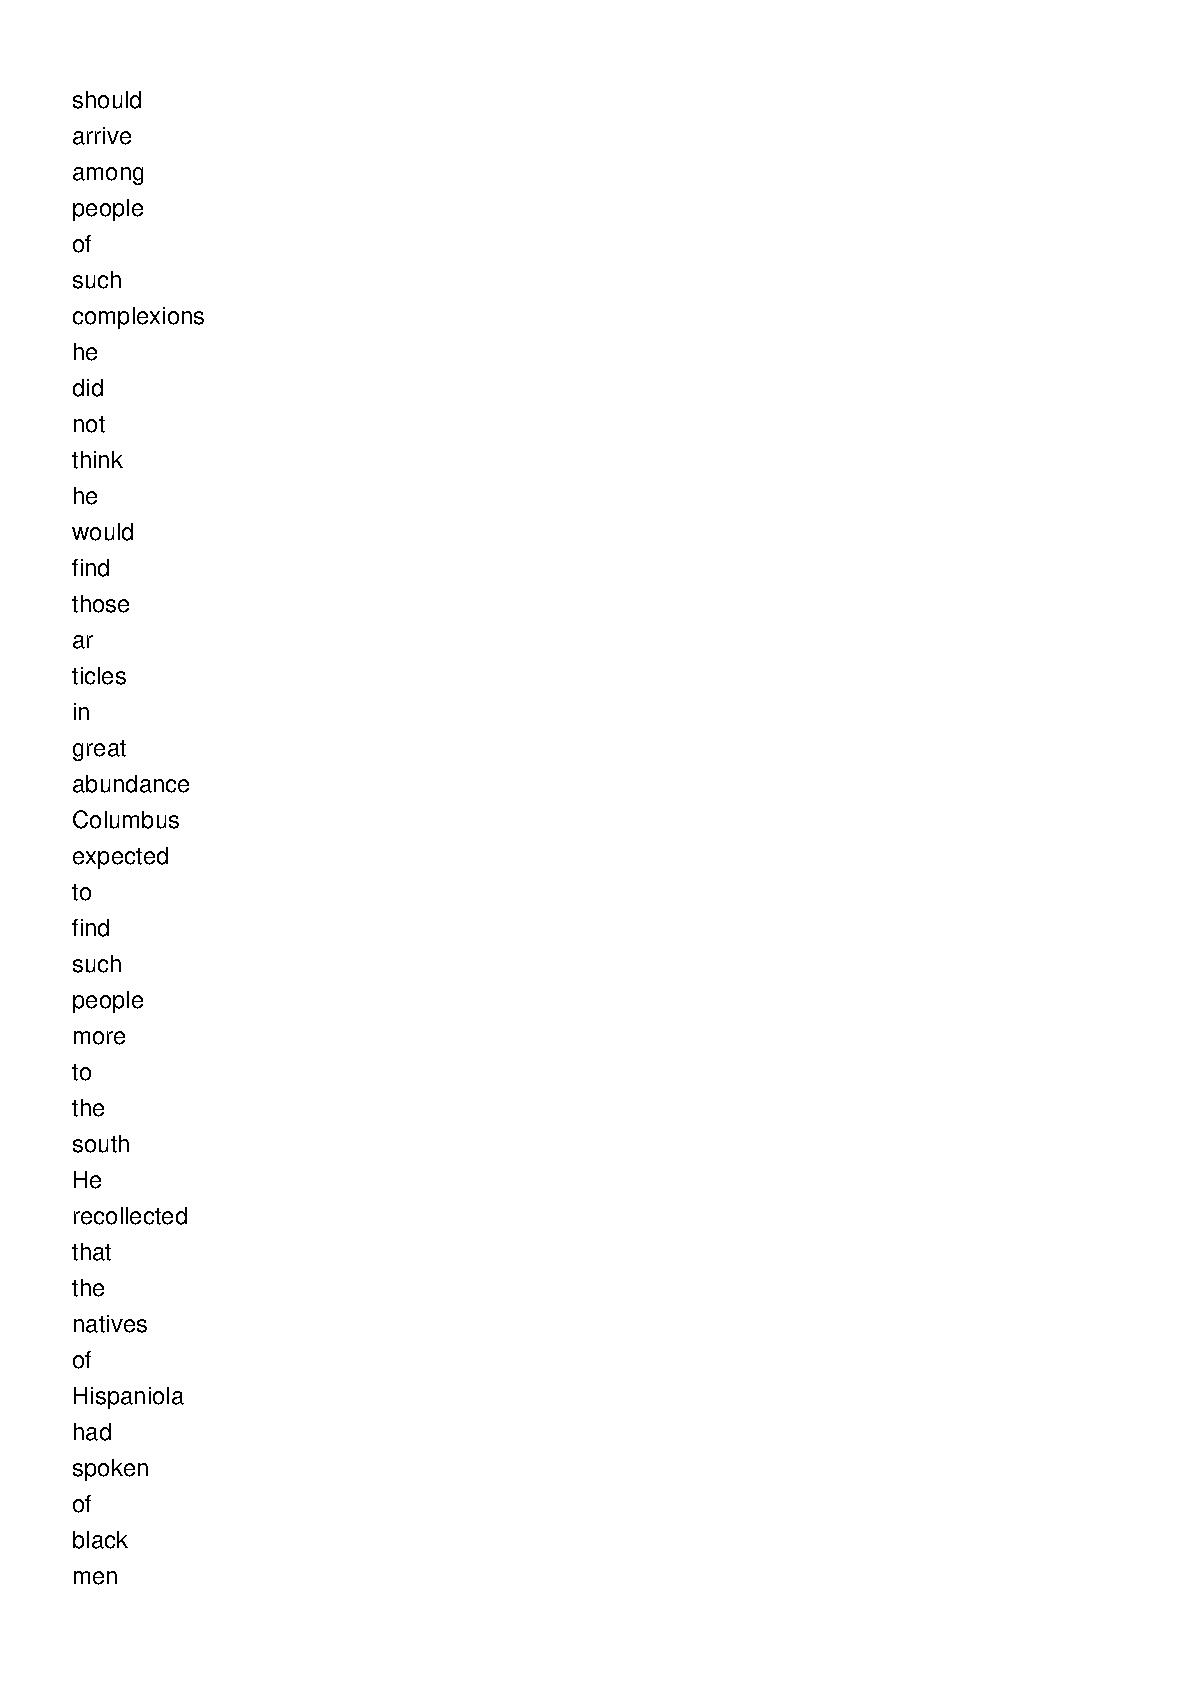 should
arrive
among
people
of
such
complexions
he
did
not
think
he
would
find
those
ar
ticles
in
great
abundance
Columbus
expected
to
find
such
people
more
to
the
south
He
recollected
that
the
natives
of
Hispaniola
had
spoken
of
black
men